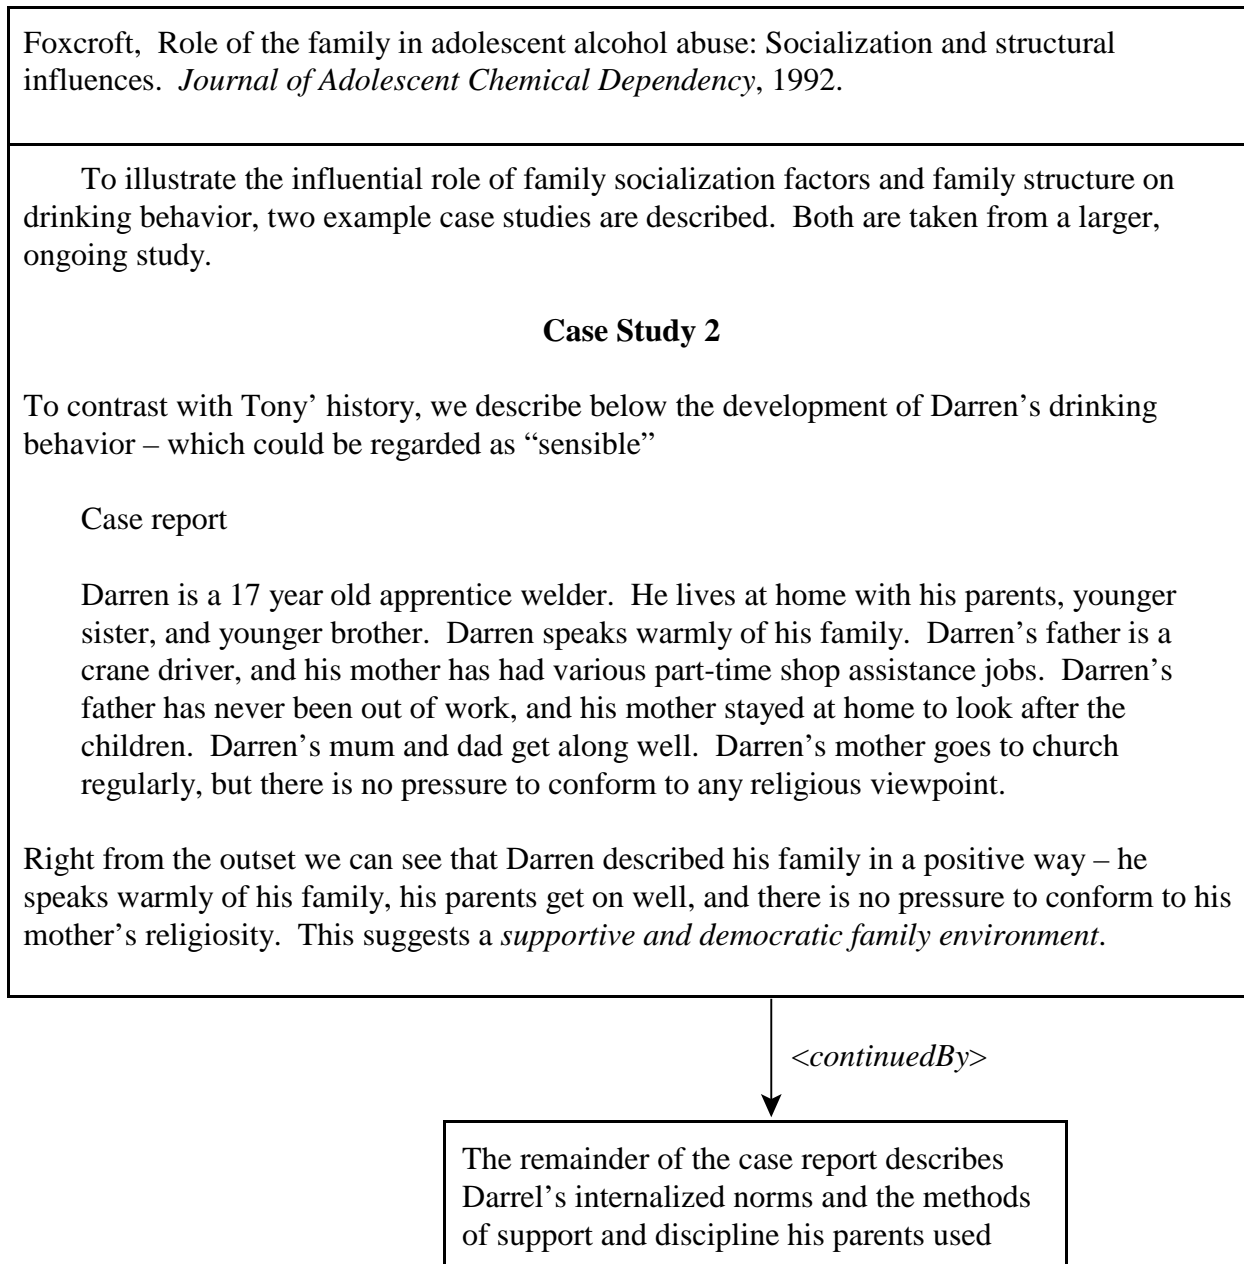 Foxcroft,  Role of the family in adolescent alcohol abuse: Socialization and structural
influences.  Journal of Adolescent Chemical Dependency, 1992.
To illustrate the influential role of family socialization factors and family structure on
drinking behavior, two example case studies are described.  Both are taken from a larger,
ongoing study.
Case Study 2
To contrast with Tony’ history, we describe below the development of Darren’s drinking
behavior – which could be regarded as “sensible”
Case report
Darren is a 17 year old apprentice welder.  He lives at home with his parents, younger
sister, and younger brother.  Darren speaks warmly of his family.  Darren’s father is a
crane driver, and his mother has had various part-time shop assistance jobs.  Darren’s
father has never been out of work, and his mother stayed at home to look after the
children.  Darren’s mum and dad get along well.  Darren’s mother goes to church
regularly, but there is no pressure to conform to any religious viewpoint.
Right from the outset we can see that Darren described his family in a positive way – he
speaks warmly of his family, his parents get on well, and there is no pressure to conform to his
mother’s religiosity.  This suggests a supportive and democratic family environment.
<continuedBy>
The remainder of the case report describes
Darrel’s internalized norms and the methods
of support and discipline his parents used